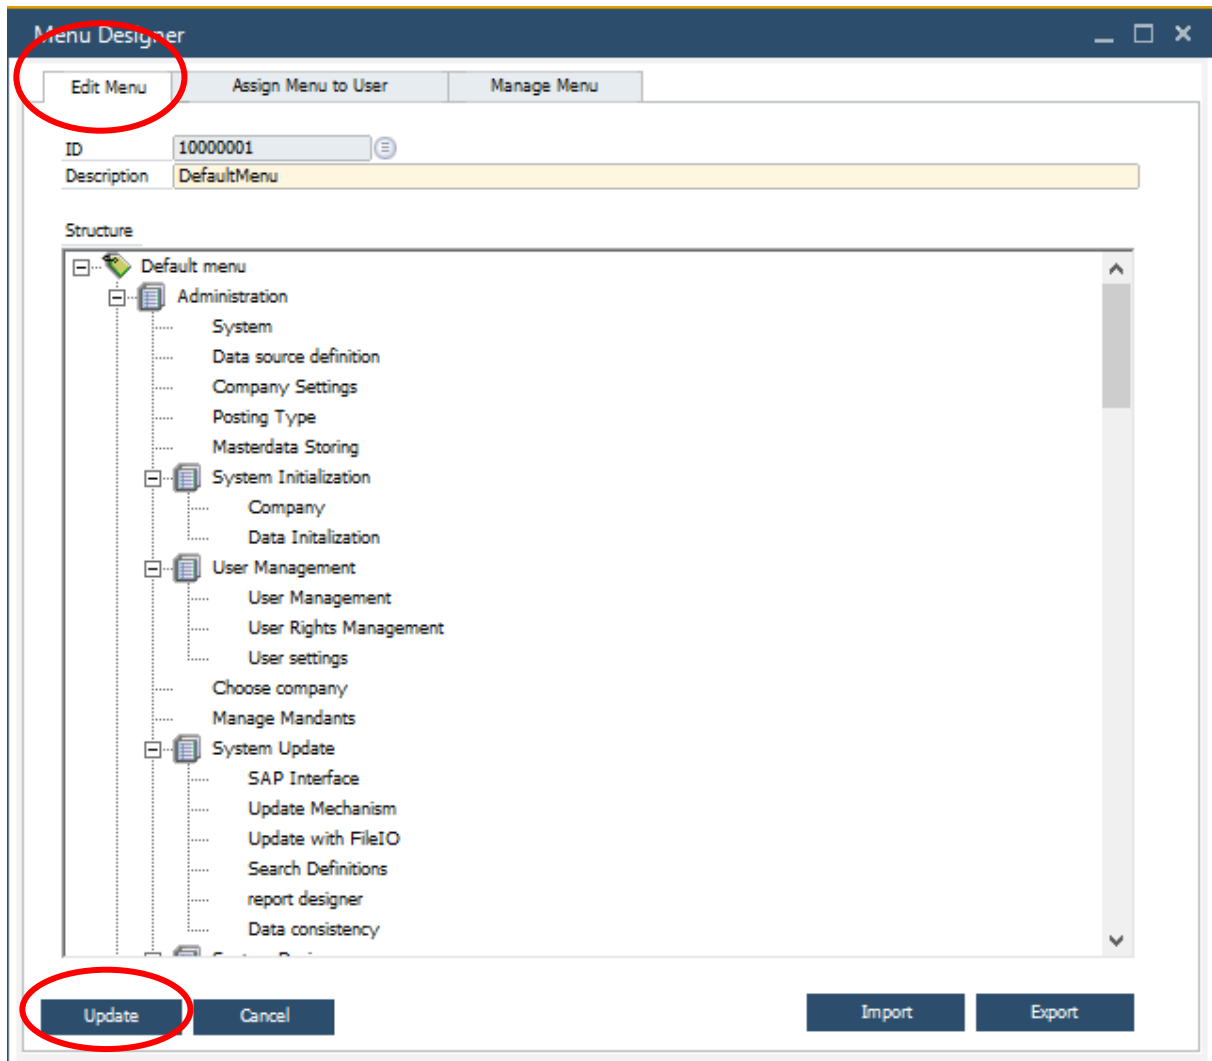 Menu Designer
Edit Menu
Assign Menu to User
Manage Menu
ID
10000001
Description
DefaultMenu
Structure
Default menu
Administration
System
Data source definition
Company Settings
Posting Type
Masterdata Storing
System Initialization
Company
Data Initalization
User Management
User Management
User Rights Management
User settings
Choose company
Manage Mandants
System Update
SAP Interface
Update Mechanism
Update with FileIO
Search Definitions
report designer
Data consistency
Update
Cancel
Import
Export